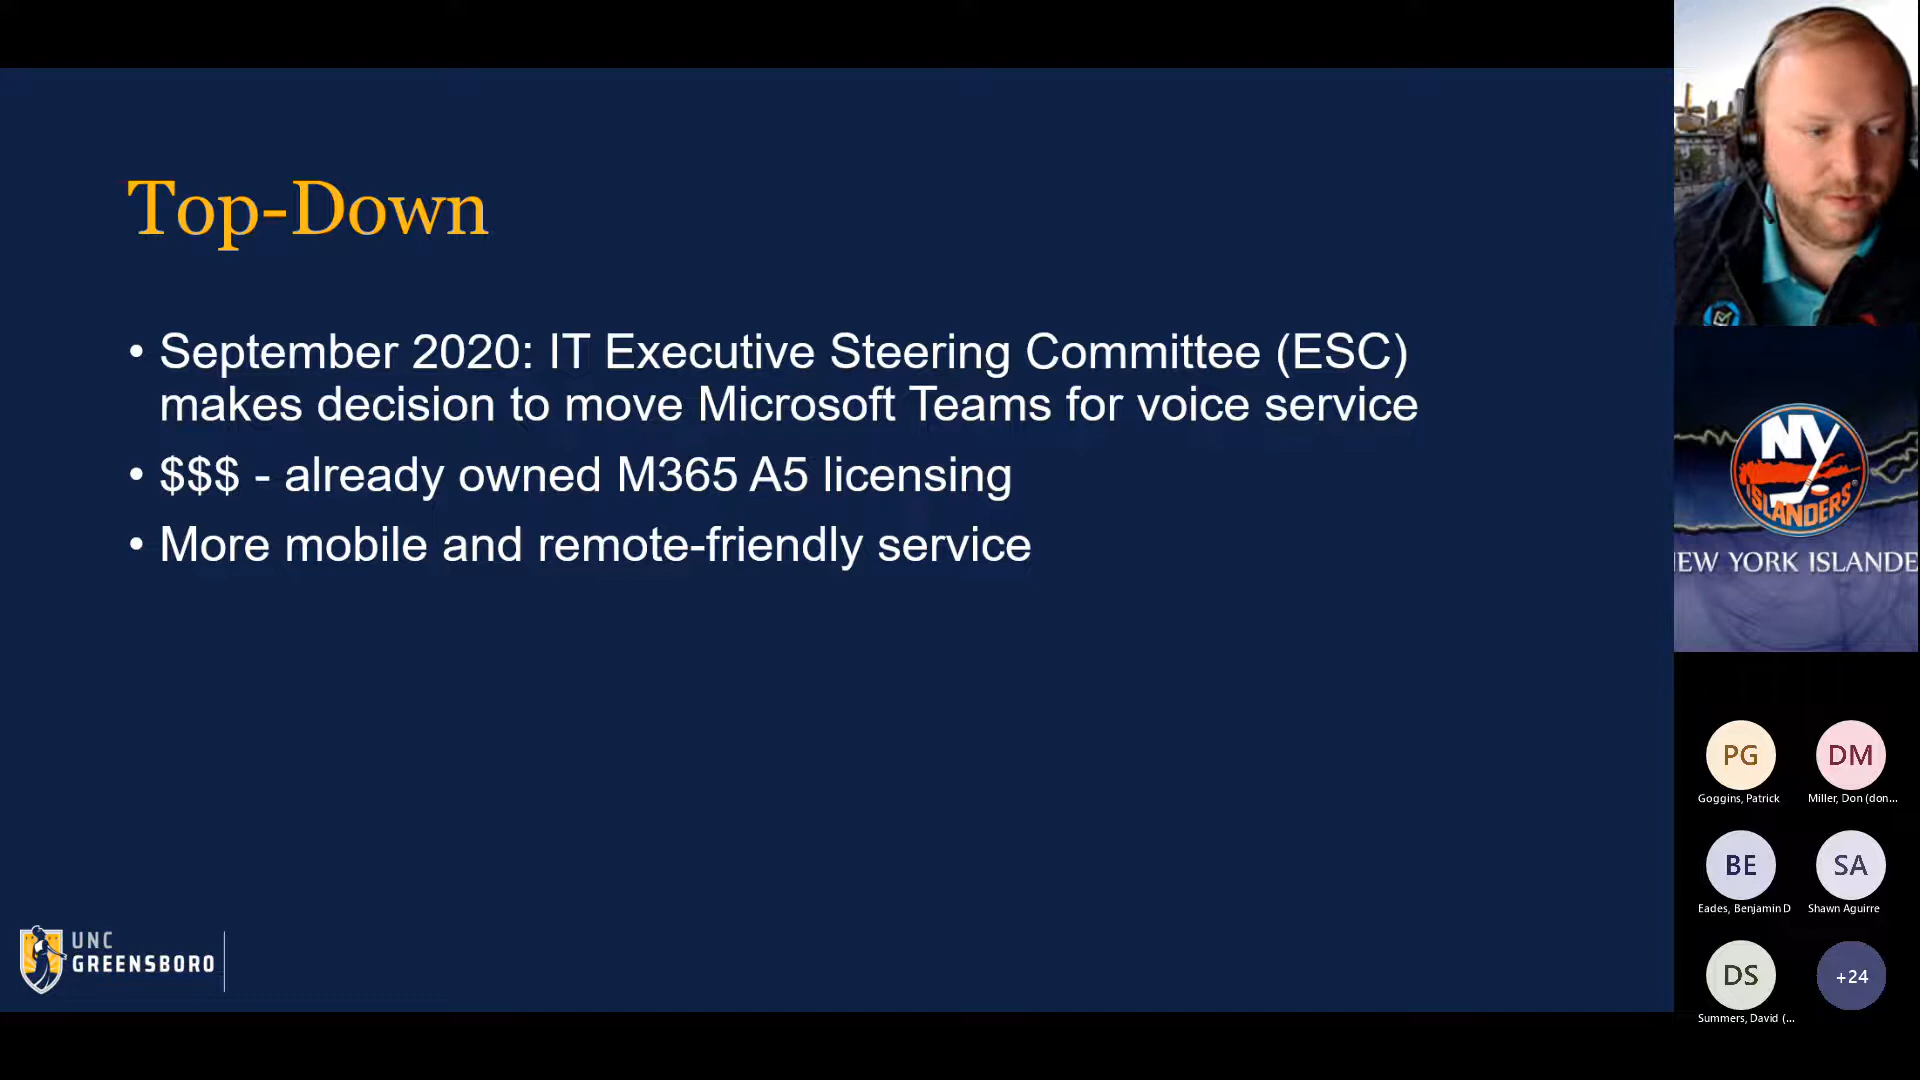 Top-Down
• September 2020: IT Executive Steering Committee (ESC)
makes decision to move Microsoft Teams for voice service
• $$$ - already owned M365 A5 licensing
• More mobile and remote-friendly service
UNC
GREENSBORO
NY
ISLANDERS
EW YORK ISLANDE
PG
Goggins, Patrick
DM
Miller, Don (don...
BE
Eades, Benjamin D
SA
Shawn Aguirre
DS
Summers, David (...
+24